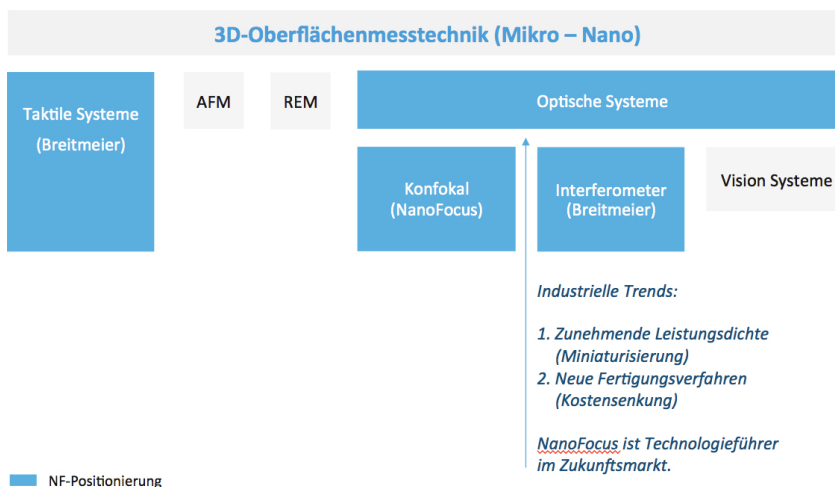 3D-Oberflächenmesstechnik (Mikro – Nano)
Taktile Systeme
(Breitmeier)
AFM
REM
Optische Systeme
Konfokal
(NanoFocus)
Interferometer
(Breitmeier)
Vision Systeme
Industrielle Trends:
1. Zunehmende Leistungsdichte
(Miniaturisierung)
2. Neue Fertigungsverfahren
(Kostensenkung)
NanoFocus ist Technologieführer
im Zukunftsmarkt.
NF-Positionierung